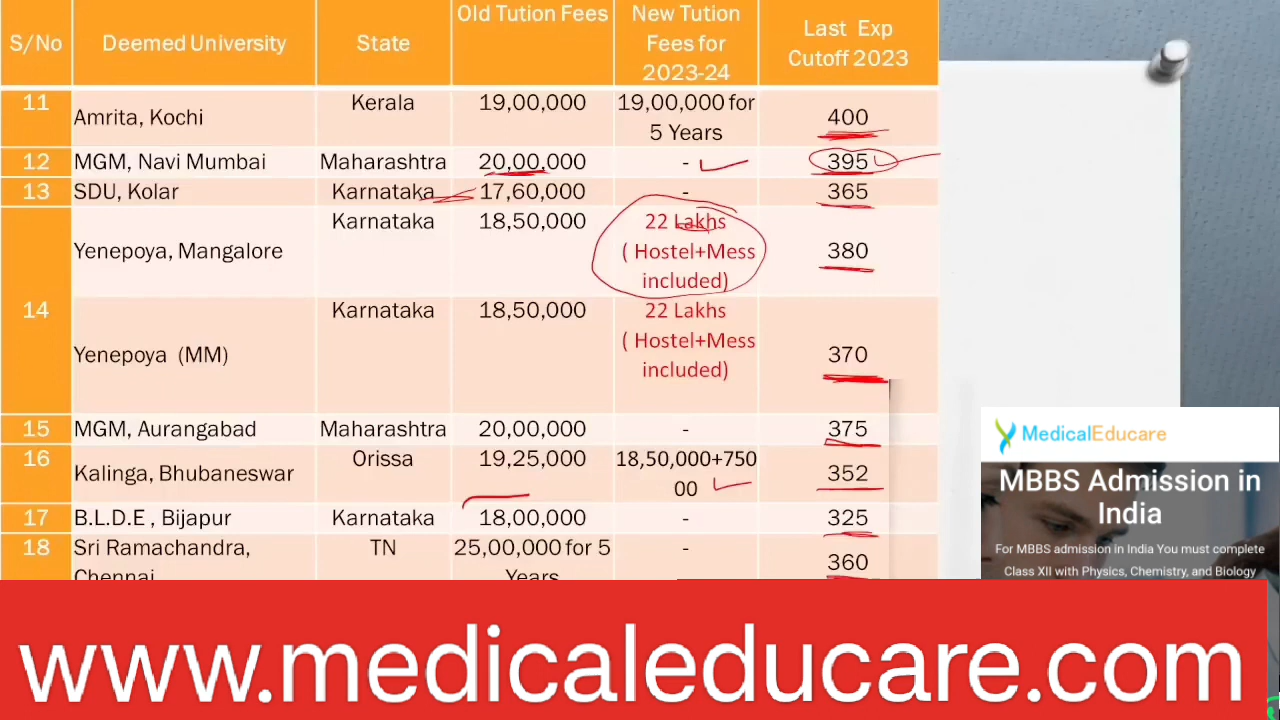 S/No Deemed University State Old Tution Fees New Tution Fees for 2023-24 Last Exp Cutoff 2023
11 Amrita, Kochi Kerala 19,00,000 19,00,000 for 5 Years 400
12 MGM, Navi Mumbai Maharashtra 20,00,000 - 395
13 SDU, Kolar Karnataka 17,60,000 - 365
14 Yenepoya, Mangalore Karnataka 18,50,000 22 Lakhs ( Hostel+Mess included) 380
Yenepoya (MM) Karnataka 18,50,000 22 Lakhs ( Hostel+Mess included) 370
15 MGM, Aurangabad Maharashtra 20,00,000 - 375
16 Kalinga, Bhubaneswar Orissa 19,25,000 18,50,000+75000 352
17 B.L.D.E , Bijapur Karnataka 18,00,000 - 325
18 Sri Ramachandra, Chennai TN 25,00,000 for 5 Years - 360
MedicalEducare
MBBS Admission in
India
For MBBS admission in India You must complete
Class XII with Physics, Chemistry, and Biology
www.medicaleducare.com